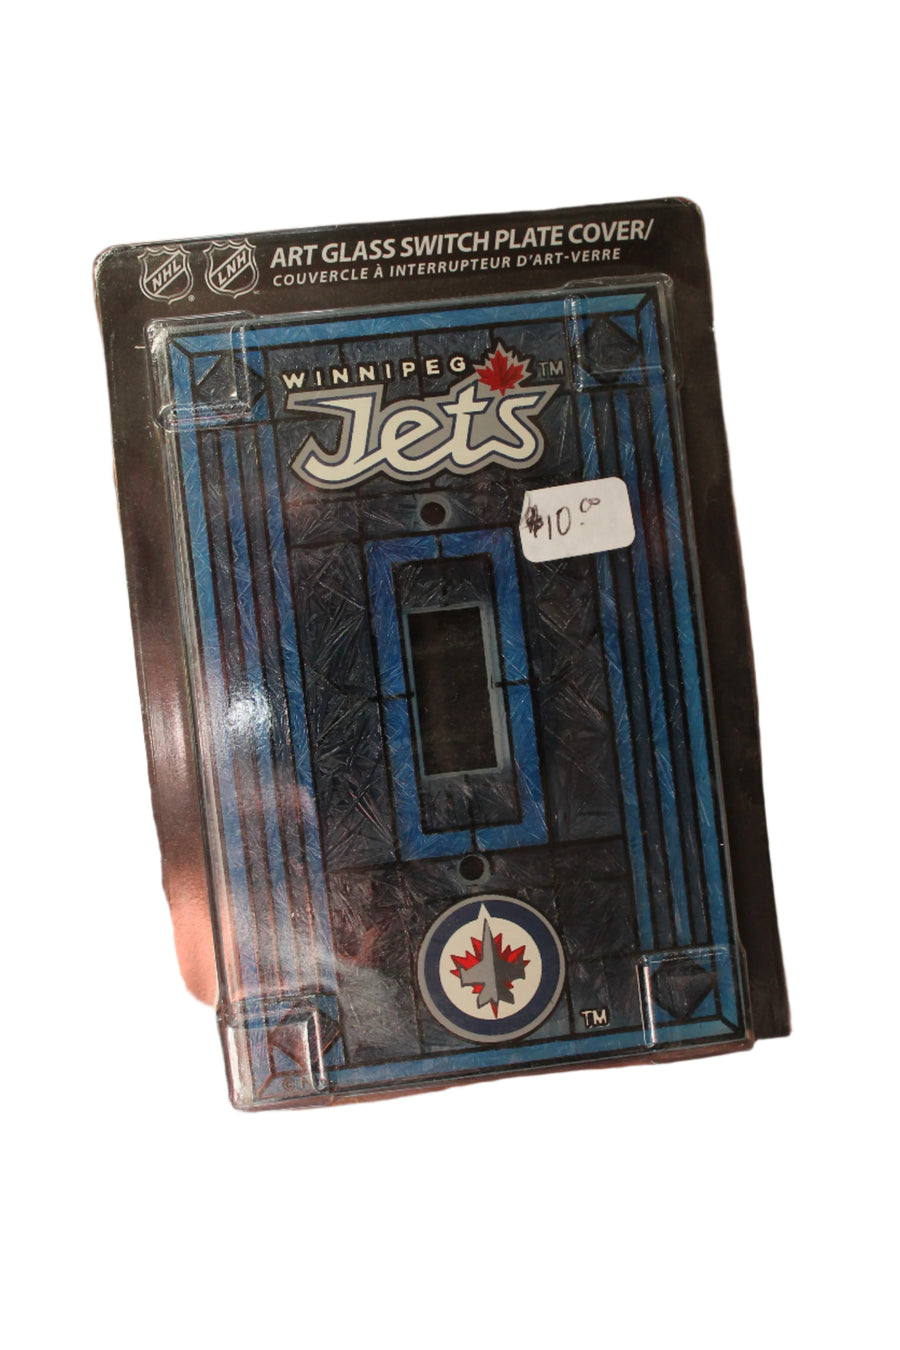 NHL LNH ART GLASS SWITCH PLATE COVER/
COUVERCLE À INTERRUPTEUR D'ART-VERRE
WINNIPEG TM
Jets
$10.00
TM